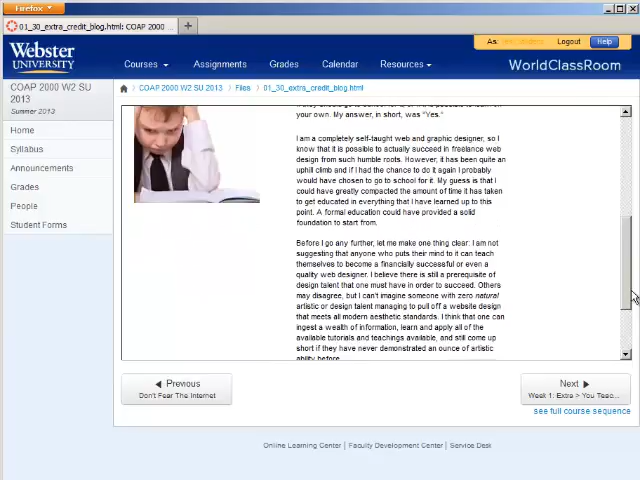 Firefox
01_30_extra_credit_blog.html: COAP 2000 ...
Webster
UNIVERSITY
Courses
Assignments
Grades
Calendar
Resources
As:
Logout
Help
WorldClassRoom
COAP 2000 W2 SU
2013
Summer 2013
Home
Syllabus
Announcements
Grades
People
Student Forms
COAP 2000 W2 SU 2013
Files
01_30_extra_credit_blog.html
your own. My answer, in short, was "Yes."
I am a completely self-taught web and graphic designer, so I
know that it is possible to actually succeed in freelance web
design from such humble roots. However, it has been quite an
uphill climb and if I had the chance to do it again I probably
would have chosen to go to school for it. My guess is that I
could have greatly compacted the amount of time it has taken
to get educated in everything that I have learned up to this
point. A formal education could have provided a solid
foundation to start from.
Before I go any further, let me make one thing clear: I am not
suggesting that anyone who puts their mind to it can teach
themselves to become a financially successful or even a
quality web designer. I believe there is still a prerequisite of
design talent that one must have in order to succeed. Others
may disagree, but I can't imagine someone with zero natural
artistic or design talent managing to pull off a website design
that meets all modern aesthetic standards. I think that one can
ingest a wealth of information, learn and apply all of the
available tutorials and teachings available, and still come up
short if they have never demonstrated an ounce of artistic
ability before.
Previous
Don't Fear The Internet
Next
Week 1: Extra > You Teac...
see full course sequence
Online Learning Center | Faculty Development Center | Service Desk